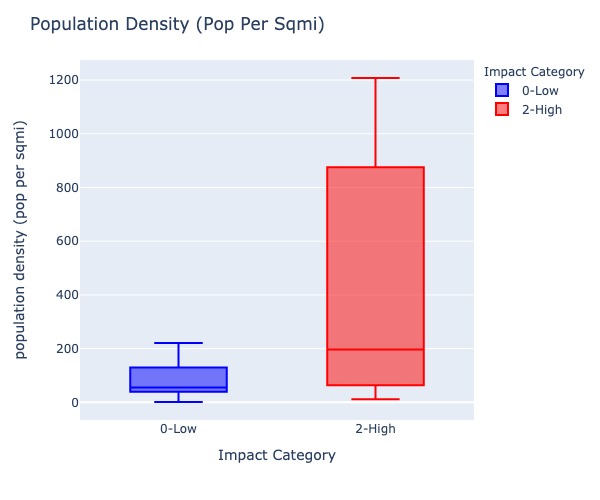 Population Density (Pop Per Sqmi)
Impact Category
0-Low
2-High
population density (pop per sqmi)
1200
1000
800
600
400
200
0
0-Low
2-High
Impact Category